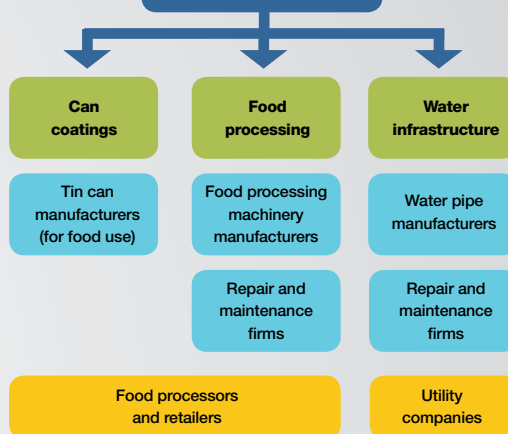 Can
coatings
Food
processing
Water
infrastructure
Tin can
manufacturers
(for food use)
Food processing
machinery
manufacturers
Water pipe
manufacturers
Repair and
maintenance
firms
Repair and
maintenance
firms
Food processors
and retailers
Utility
companies